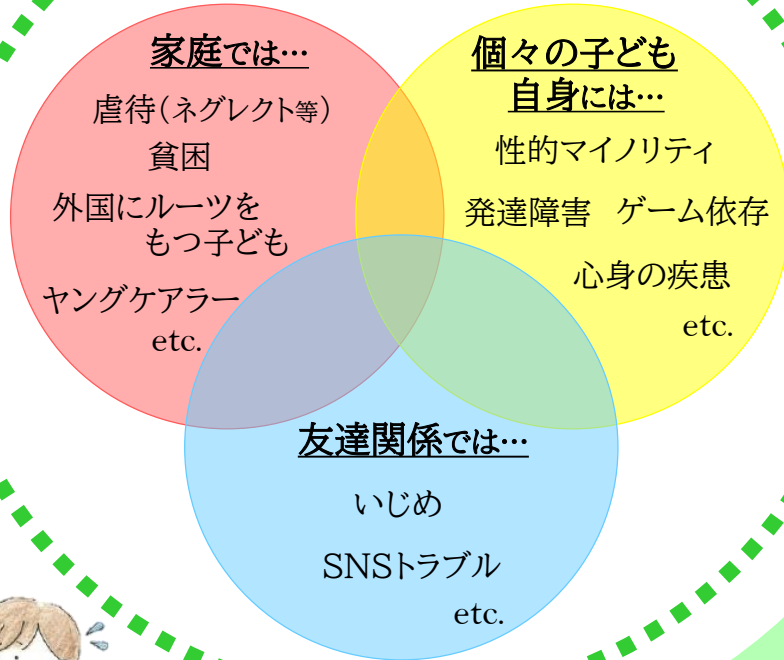 家庭では…
虐待(ネグレクト等)
貧困
外国にルーツを
もつ子ども
ヤングケアラー
etc.
個々の子ども
自身には…
性的マイノリティ
発達障害　ゲーム依存
心身の疾患
etc.
友達関係では…
いじめ
SNSトラブル
etc.